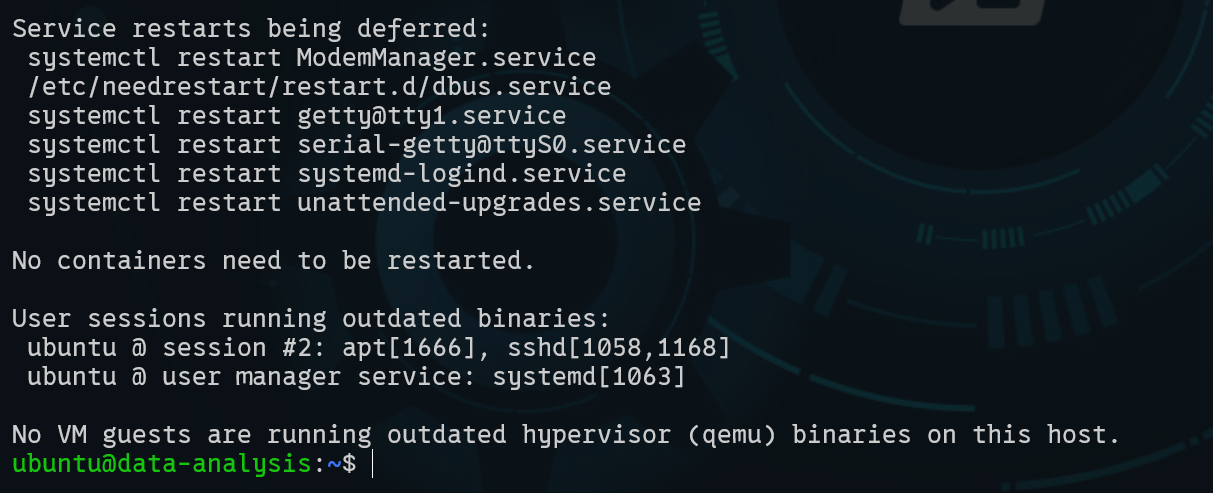 Service restarts being deferred:
 systemctl restart ModemManager.service
 /etc/needrestart/restart.d/dbus.service
 systemctl restart getty@tty1.service
 systemctl restart serial-getty@ttyS0.service
 systemctl restart systemd-logind.service
 systemctl restart unattended-upgrades.service

No containers need to be restarted.

User sessions running outdated binaries:
 ubuntu @ session #2: apt[1666], sshd[1058,1168]
 ubuntu @ user manager service: systemd[1063]

No VM guests are running outdated hypervisor (qemu) binaries on this host.
ubuntu@data-analysis:~$